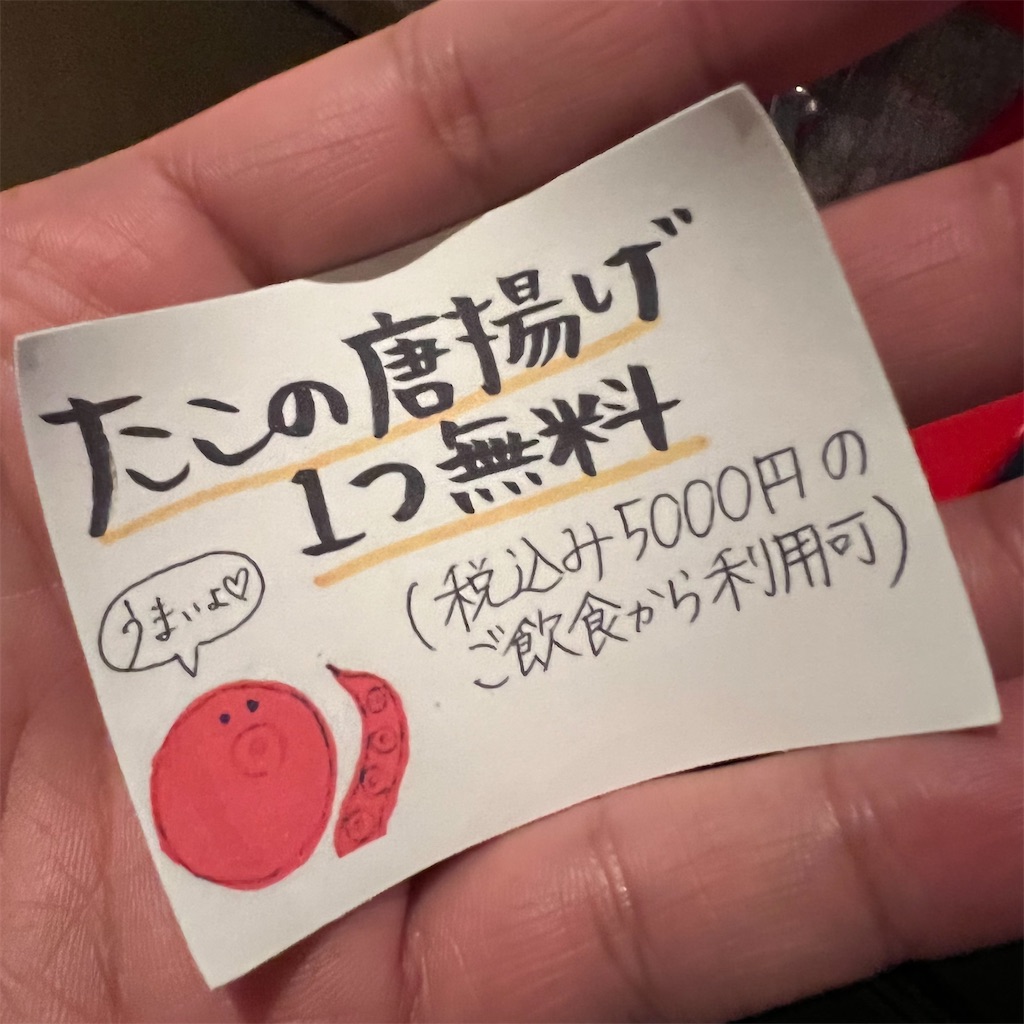 たこの唐揚げ
1つ無料
(税込み5000円の
ご飲食から利用可)
うまいよ♡